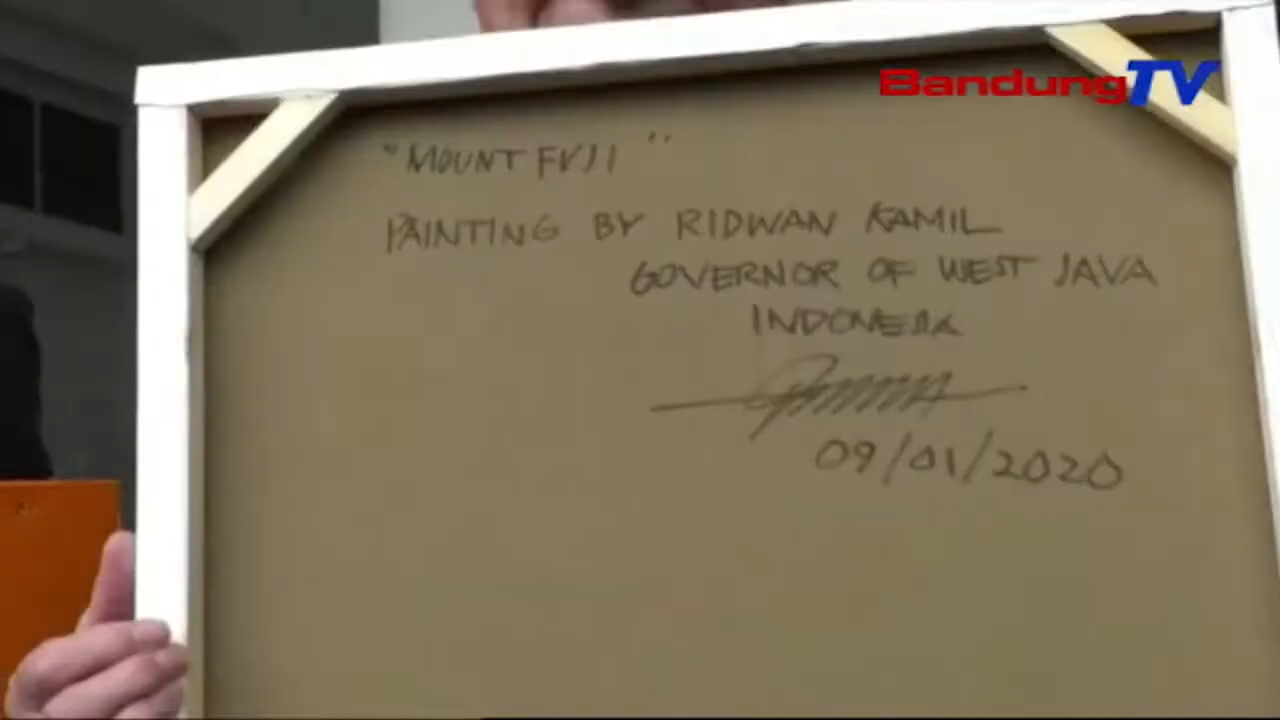 BandungTV
"MOUNT FUJI"
PAINTING BY RIDWAN KAMIL
GOVERNOR OF WEST JAVA
INDONESIA
09/01/2020